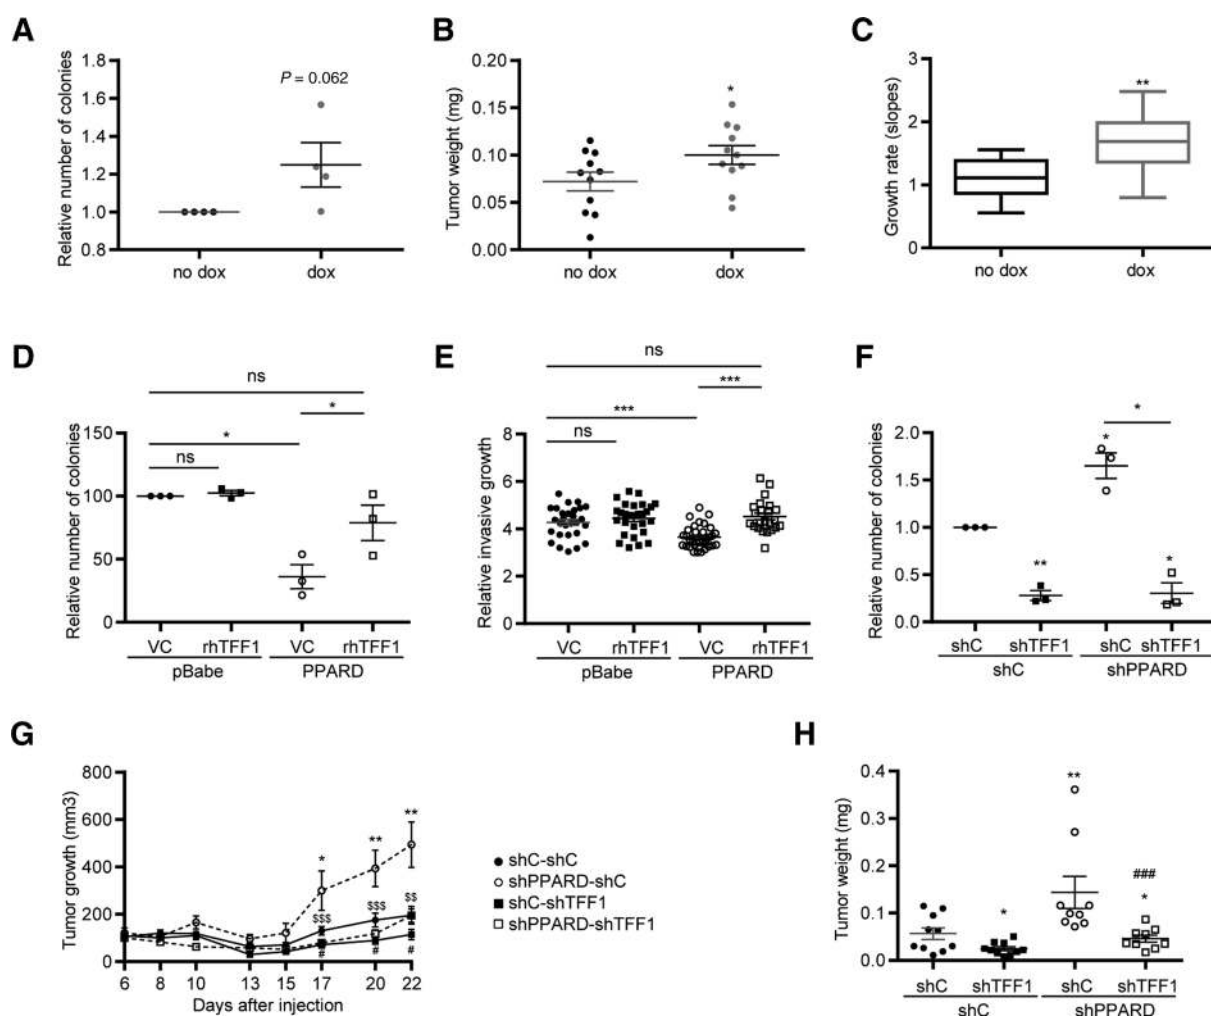 A
Relative number of colonies
1.8
1.6
1.4
1.2
1.0
0.8
P = 0.062
no dox
dox
B
Tumor weight (mg)
0.20
0.15
0.10
0.05
0.00
*
no dox
dox
C
Growth rate (slopes)
3
2
1
0
**
no dox
dox
D
Relative number of colonies
ns
*
*
ns
150
100
50
0
VC
rhTFF1
VC
rhTFF1
pBabe
PPARD
E
Relative invasive growth
ns
***
***
ns
8
6
4
2
0
VC
rhTFF1
VC
rhTFF1
pBabe
PPARD
F
Relative number of colonies
2.0
1.5
1.0
0.5
0.0
*
*
**
*
shC
shTFF1
shC
shTFF1
shC
shPPARD
G
Tumor growth (mm3)
800
600
400
200
0
*
**
**
$$$
$$$
$$
#
#
#
6
8
10
13
15
17
20
22
Days after injection
shC-shC
shPPARD-shC
shC-shTFF1
shPPARD-shTFF1
H
Tumor weight (mg)
0.4
0.3
0.2
0.1
0.0
**
###
*
*
shC
shTFF1
shC
shTFF1
shC
shPPARD